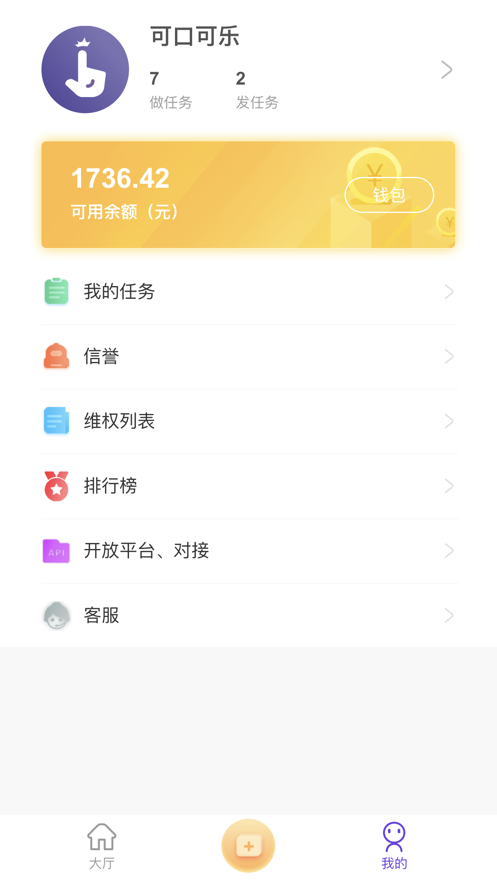 可口可乐
7
2
做任务
发任务
1736.42
可用余额（元）
¥
钱包
¥
我的任务
信誉
维权列表
排行榜
API
开放平台、对接
客服
大厅
我的